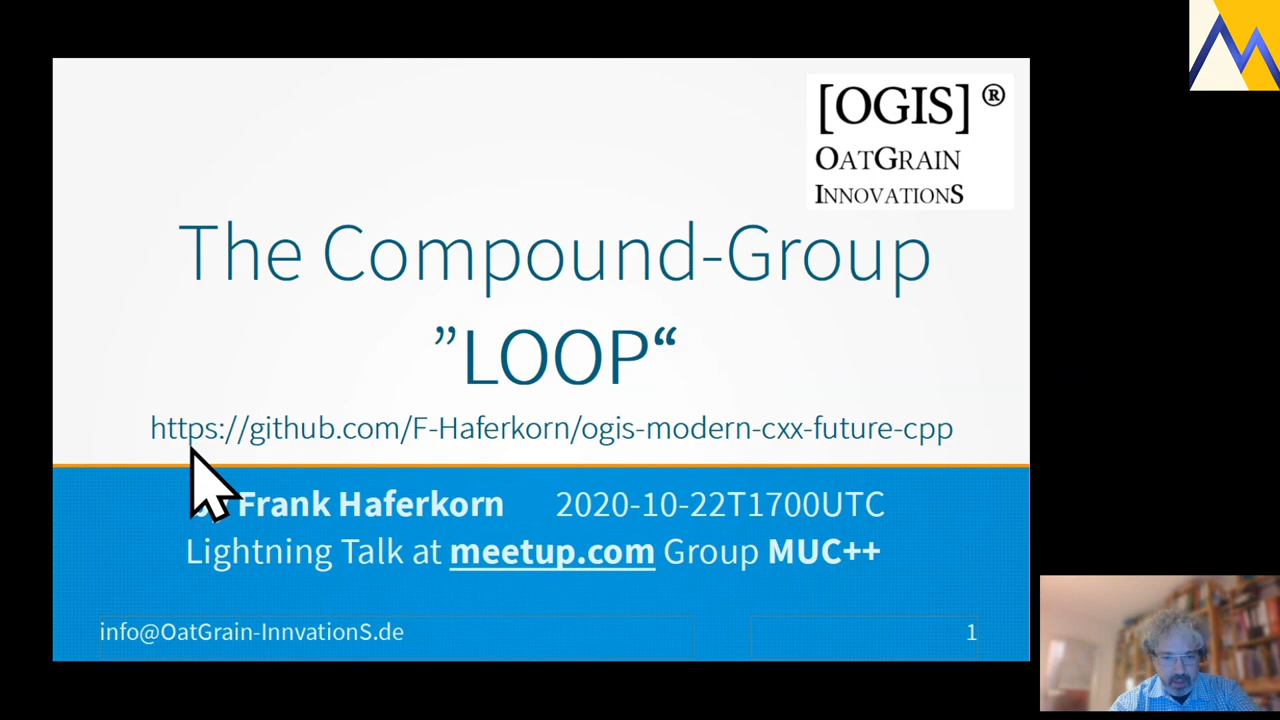 [OGIS] ®
OATGRAIN
INNOVATIONS
The Compound-Group
”LOOP“
https://github.com/F-Haferkorn/ogis-modern-cxx-future-cpp
Frank Haferkorn 2020-10-22T1700UTC
Lightning Talk at meetup.com Group MUC++
info@OatGrain-InnvationS.de 1